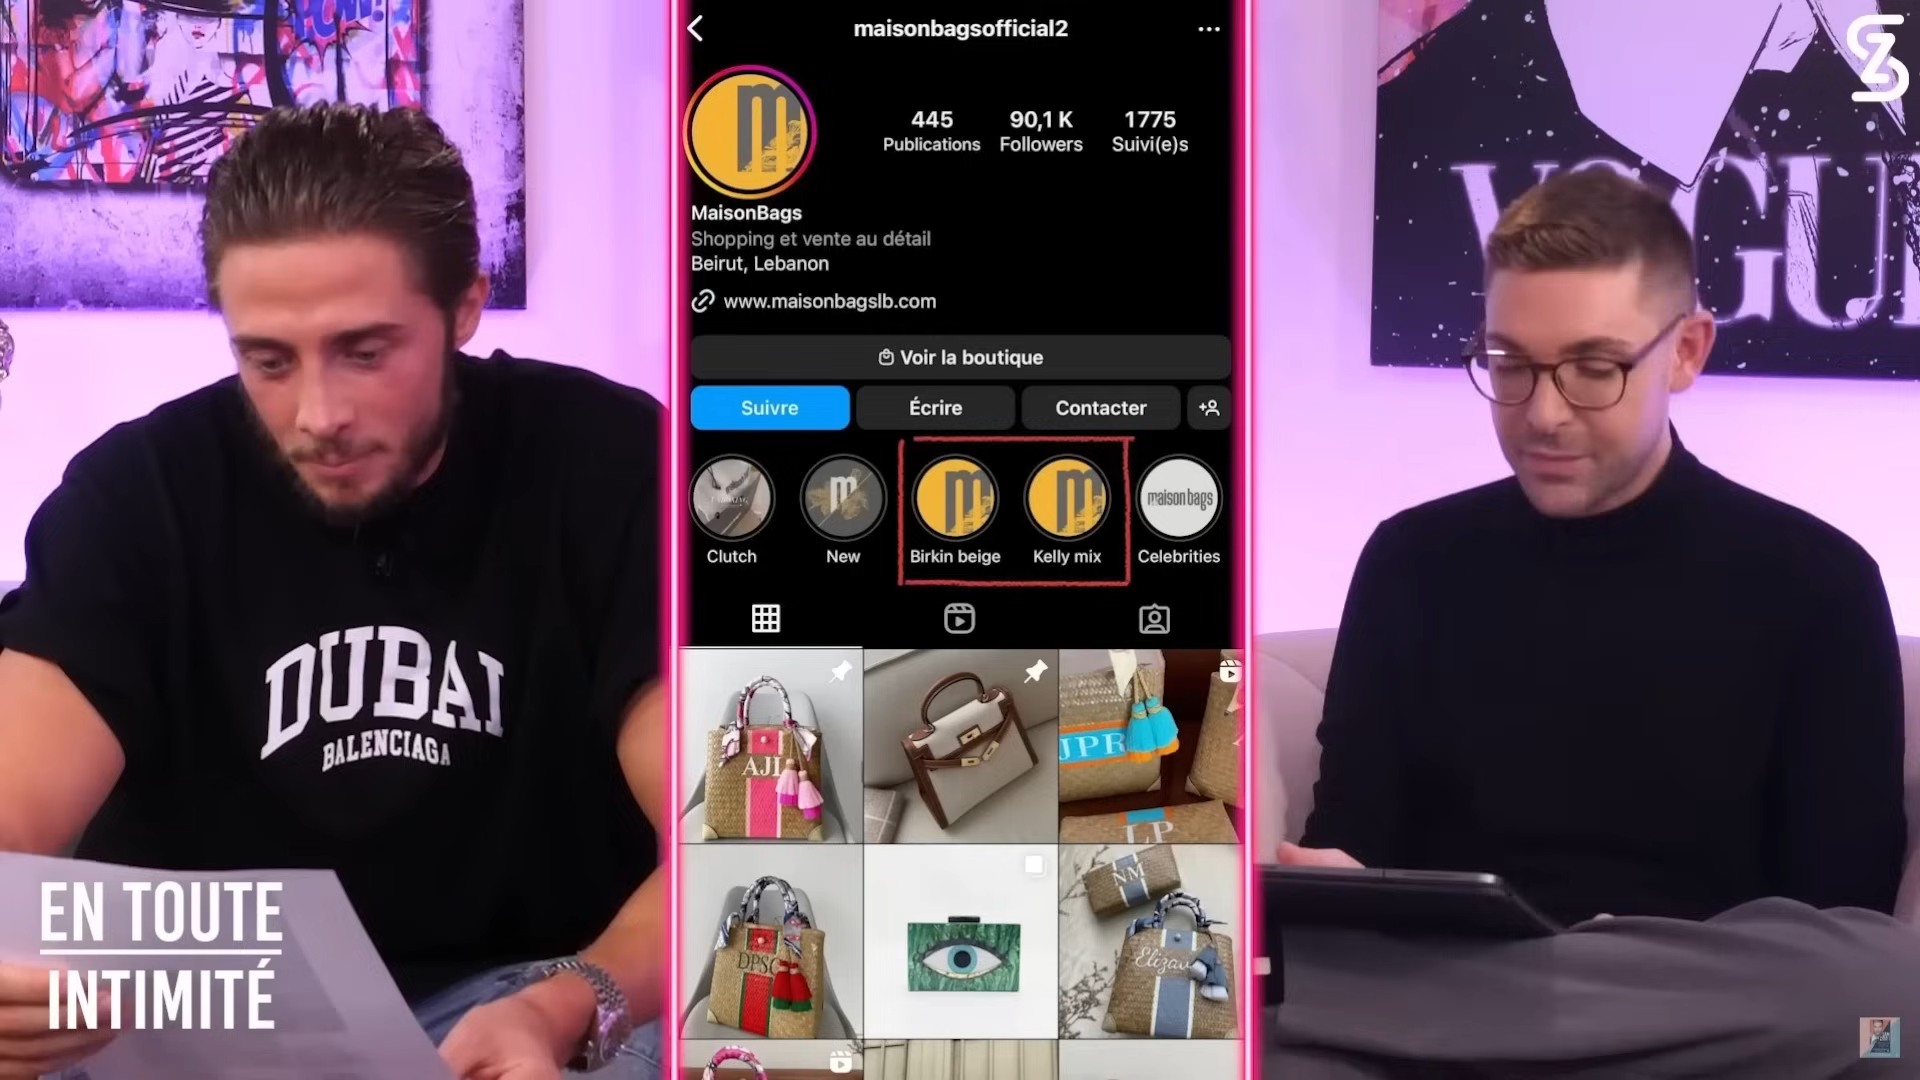 maisonbagsofficial2
445
Publications
90,1 K
Followers
1775
Suivi(e)s
MaisonBags
Shopping et vente au détail
Beirut, Lebanon
www.maisonbagslb.com
Voir la boutique
Suivre
Écrire
Contacter
Clutch
New
Birkin beige
Kelly mix
maison bags
Celebrities
AJL
JPR
LP
DPSC
NM
DUBAI
BALENCIAGA
VOGU
POW!
EN TOUTE
INTIMITÉ